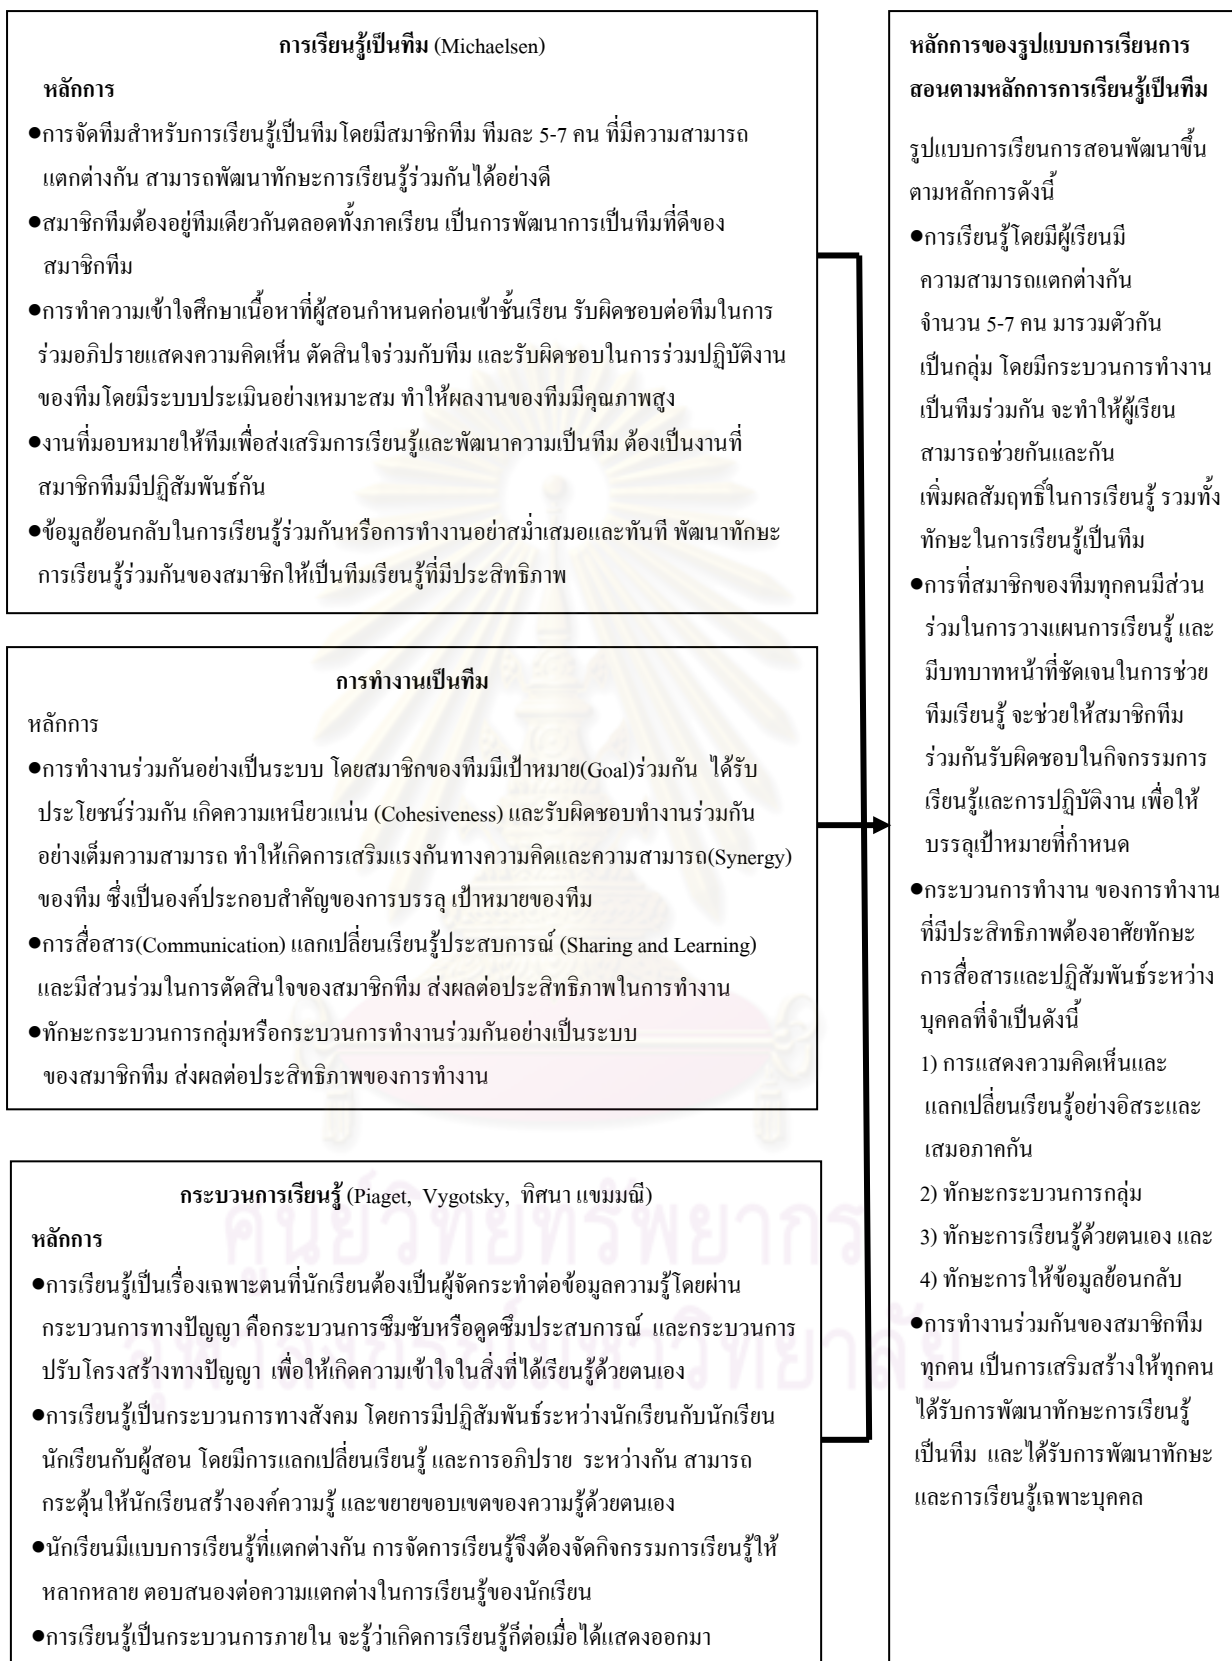 การเรียนรู้เป็นทีม (Michaelsen)
หลักการ
●การจัดทีมสำหรับการเรียนรู้เป็นทีมโดยมีสมาชิกทีม ทีมละ 5-7 คน ที่มีความสามารถ
แตกต่างกัน สามารถพัฒนาทักษะการเรียนรู้ร่วมกันได้อย่างดี
●สมาชิกทีมต้องอยู่ทีมเดียวกันตลอดทั้งภาคเรียน เป็นการพัฒนาการเป็นทีมที่ดีของ
สมาชิกทีม
●การทำความเข้าใจศึกษาเนื้อหาที่ผู้สอนกำหนดก่อนเข้าชั้นเรียน รับผิดชอบต่อทีมในการ
ร่วมอภิปรายแสดงความคิดเห็น ตัดสินใจร่วมกับทีม และรับผิดชอบในการร่วมปฏิบัติงาน
ของทีมโดยมีระบบประเมินอย่างเหมาะสม ทำให้ผลงานของทีมมีคุณภาพสูง
●งานที่มอบหมายให้ทีมเพื่อส่งเสริมการเรียนรู้และพัฒนาความเป็นทีม ต้องเป็นงานที่
สมาชิกทีมมีปฏิสัมพันธ์กัน
●ข้อมูลย้อนกลับในการเรียนรู้ร่วมกันหรือการทำงานอย่าสม่ำเสมอและทันที พัฒนาทักษะ
การเรียนรู้ร่วมกันของสมาชิกให้เป็นทีมเรียนรู้ที่มีประสิทธิภาพ
การทำงานเป็นทีม
หลักการ
●การทำงานร่วมกันอย่างเป็นระบบ โดยสมาชิกของทีมมีเป้าหมาย(Goal)ร่วมกัน ได้รับ
ประโยชน์ร่วมกัน เกิดความเหนียวแน่น (Cohesiveness) และรับผิดชอบทำงานร่วมกัน
อย่างเต็มความสามารถ ทำให้เกิดการเสริมแรงกันทางความคิดและความสามารถ(Synergy)
ของทีม ซึ่งเป็นองค์ประกอบสำคัญของการบรรลุ เป้าหมายของทีม
●การสื่อสาร(Communication) แลกเปลี่ยนเรียนรู้ประสบการณ์ (Sharing and Learning)
และมีส่วนร่วมในการตัดสินใจของสมาชิกทีม ส่งผลต่อประสิทธิภาพในการทำงาน
●ทักษะกระบวนการกลุ่มหรือกระบวนการทำงานร่วมกันอย่างเป็นระบบ
ของสมาชิกทีม ส่งผลต่อประสิทธิภาพของการทำงาน
กระบวนการเรียนรู้ (Piaget, Vygotsky, ทิศนา แขมมณี)
หลักการ
●การเรียนรู้เป็นเรื่องเฉพาะตนที่นักเรียนต้องเป็นผู้จัดกระทำต่อข้อมูลความรู้โดยผ่าน
กระบวนการทางปัญญา คือกระบวนการซึมซับหรือดูดซึมประสบการณ์ และกระบวนการ
ปรับโครงสร้างทางปัญญา เพื่อให้เกิดความเข้าใจในสิ่งที่ได้เรียนรู้ด้วยตนเอง
●การเรียนรู้เป็นกระบวนการทางสังคม โดยการมีปฏิสัมพันธ์ระหว่างนักเรียนกับนักเรียน
นักเรียนกับผู้สอน โดยมีการแลกเปลี่ยนเรียนรู้ และการอภิปราย ระหว่างกัน สามารถ
กระตุ้นให้นักเรียนสร้างองค์ความรู้ และขยายขอบเขตของความรู้ด้วยตนเอง
●นักเรียนมีแบบการเรียนรู้ที่แตกต่างกัน การจัดการเรียนรู้จึงต้องจัดกิจกรรมการเรียนรู้ให้
หลากหลาย ตอบสนองต่อความแตกต่างในการเรียนรู้ของนักเรียน
●การเรียนรู้เป็นกระบวนการภายใน จะรู้ว่าเกิดการเรียนรู้ก็ต่อเมื่อได้แสดงออกมา
หลักการของรูปแบบการเรียนการ
สอนตามหลักการการเรียนรู้เป็นทีม
รูปแบบการเรียนการสอนพัฒนาขึ้น
ตามหลักการดังนี้
●การเรียนรู้โดยมีผู้เรียนมี
ความสามารถแตกต่างกัน
จำนวน 5-7 คน มารวมตัวกัน
เป็นกลุ่ม โดยมีกระบวนการทำงาน
เป็นทีมร่วมกัน จะทำให้ผู้เรียน
สามารถช่วยกันและกัน
เพิ่มผลสัมฤทธิ์ในการเรียนรู้ รวมทั้ง
ทักษะในการเรียนรู้เป็นทีม
●การที่สมาชิกของทีมทุกคนมีส่วน
ร่วมในการวางแผนการเรียนรู้ และ
มีบทบาทหน้าที่ชัดเจนในการช่วย
ทีมเรียนรู้ จะช่วยให้สมาชิกทีม
ร่วมกันรับผิดชอบในกิจกรรมการ
เรียนรู้และการปฏิบัติงาน เพื่อให้
บรรลุเป้าหมายที่กำหนด
●กระบวนการทำงาน ของการทำงาน
ที่มีประสิทธิภาพต้องอาศัยทักษะ
การสื่อสารและปฏิสัมพันธ์ระหว่าง
บุคคลที่จำเป็นดังนี้
1) การแสดงความคิดเห็นและ
แลกเปลี่ยนเรียนรู้อย่างอิสระและ
เสมอภาคกัน
2) ทักษะกระบวนการกลุ่ม
3) ทักษะการเรียนรู้ด้วยตนเอง และ
4) ทักษะการให้ข้อมูลย้อนกลับ
●การทำงานร่วมกันของสมาชิกทีม
ทุกคน เป็นการเสริมสร้างให้ทุกคน
ได้รับการพัฒนาทักษะการเรียนรู้
เป็นทีม และได้รับการพัฒนาทักษะ
และการเรียนรู้เฉพาะบุคคล
ศูนย์วิทยทรัพยากร
จุฬาลงกรณ์มหาวิทยาลัย